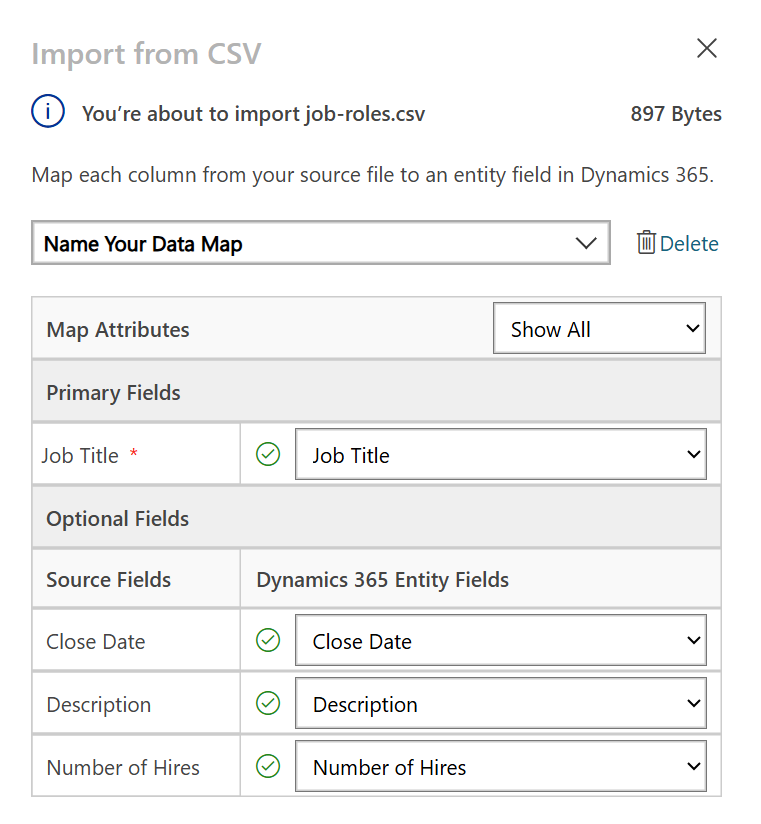 Import from CSV
You’re about to import job-roles.csv 897 Bytes
Map each column from your source file to an entity field in Dynamics 365.
Name Your Data Map Delete
Map Attributes Show All
Primary Fields
Job Title * Job Title
Optional Fields
Source Fields Dynamics 365 Entity Fields
Close Date Close Date
Description Description
Number of Hires Number of Hires